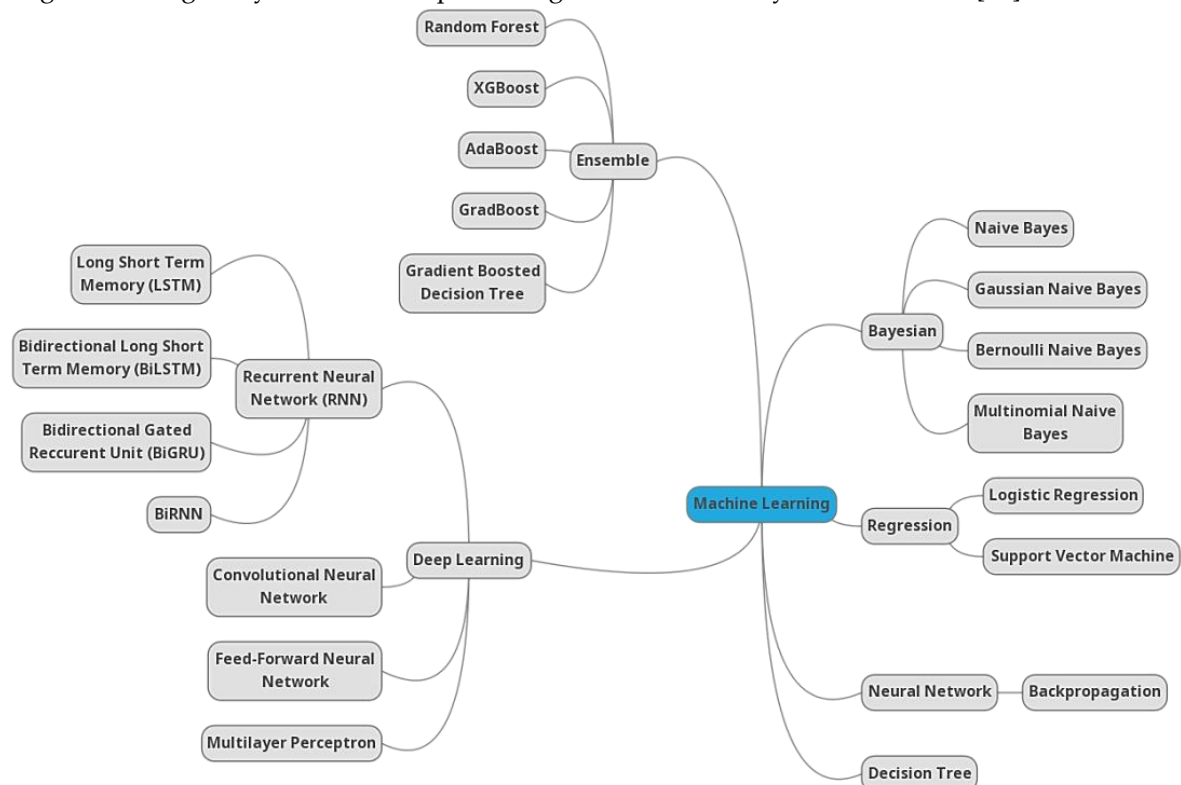 Random Forest
XGBoost
AdaBoost
GradBoost
Gradient Boosted
Decision Tree
Ensemble
Long Short Term
Memory (LSTM)
Bidirectional Long Short
Term Memory (BiLSTM)
Bidirectional Gated
Reccurent Unit (BiGRU)
BiRNN
Recurrent Neural
Network (RNN)
Convolutional Neural
Network
Feed-Forward Neural
Network
Multilayer Perceptron
Deep Learning
Machine Learning
Bayesian
Naive Bayes
Gaussian Naive Bayes
Bernoulli Naive Bayes
Multinomial Naive
Bayes
Regression
Logistic Regression
Support Vector Machine
Neural Network
Backpropagation
Decision Tree